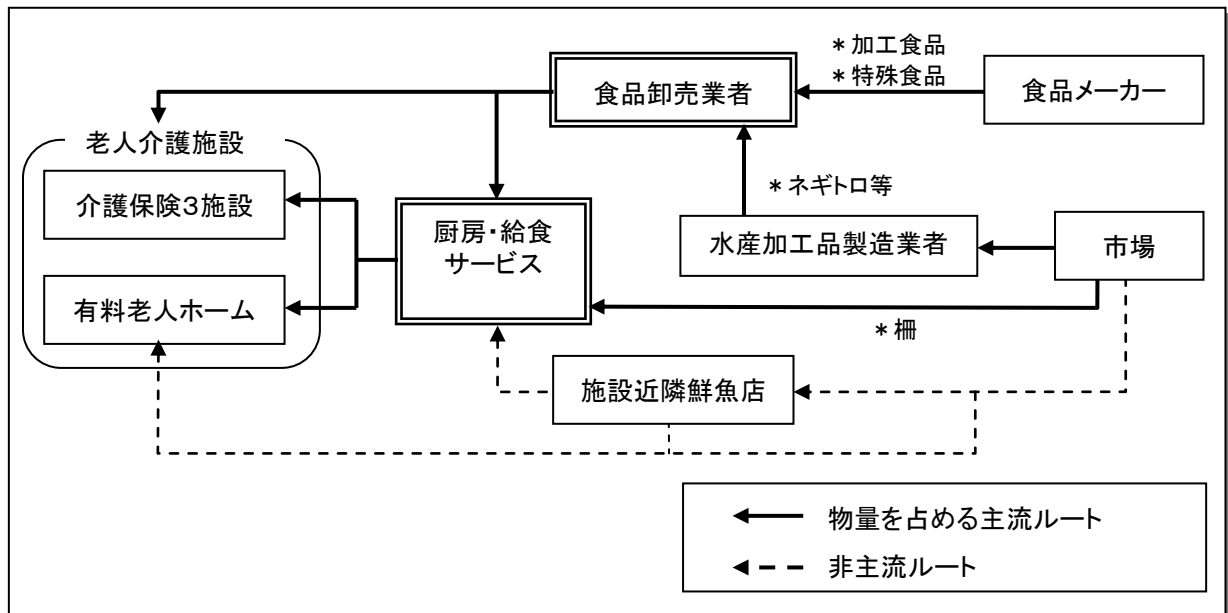 ＊加工食品
＊特殊食品
食品卸売業者
食品メーカー
老人介護施設
介護保険３施設
＊ネギトロ等
厨房・給食
サービス
水産加工品製造業者
市場
有料老人ホーム
＊柵
施設近隣鮮魚店
物量を占める主流ルート
非主流ルート